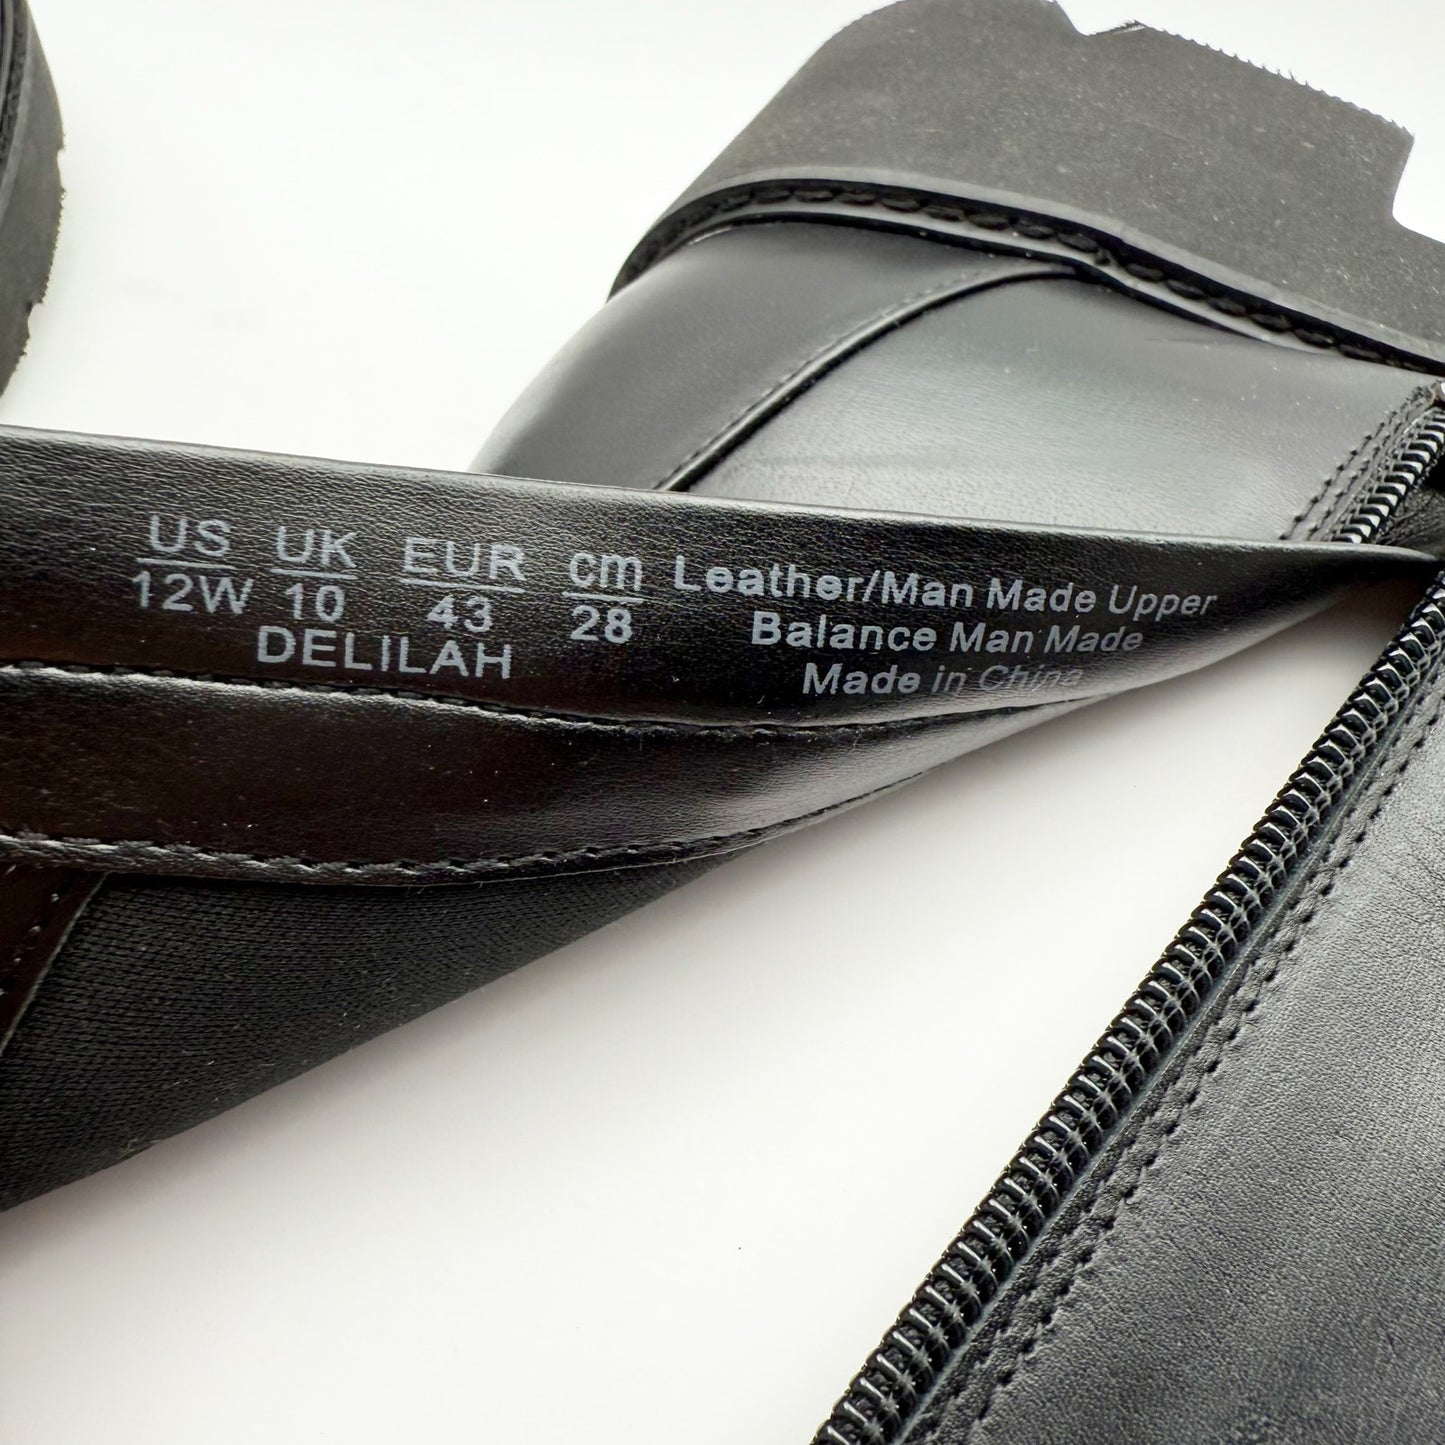 US UK EUR cm Leather/Man Made Upper
12W 10 43 28 Balance Man Made
DELILAH Made in China